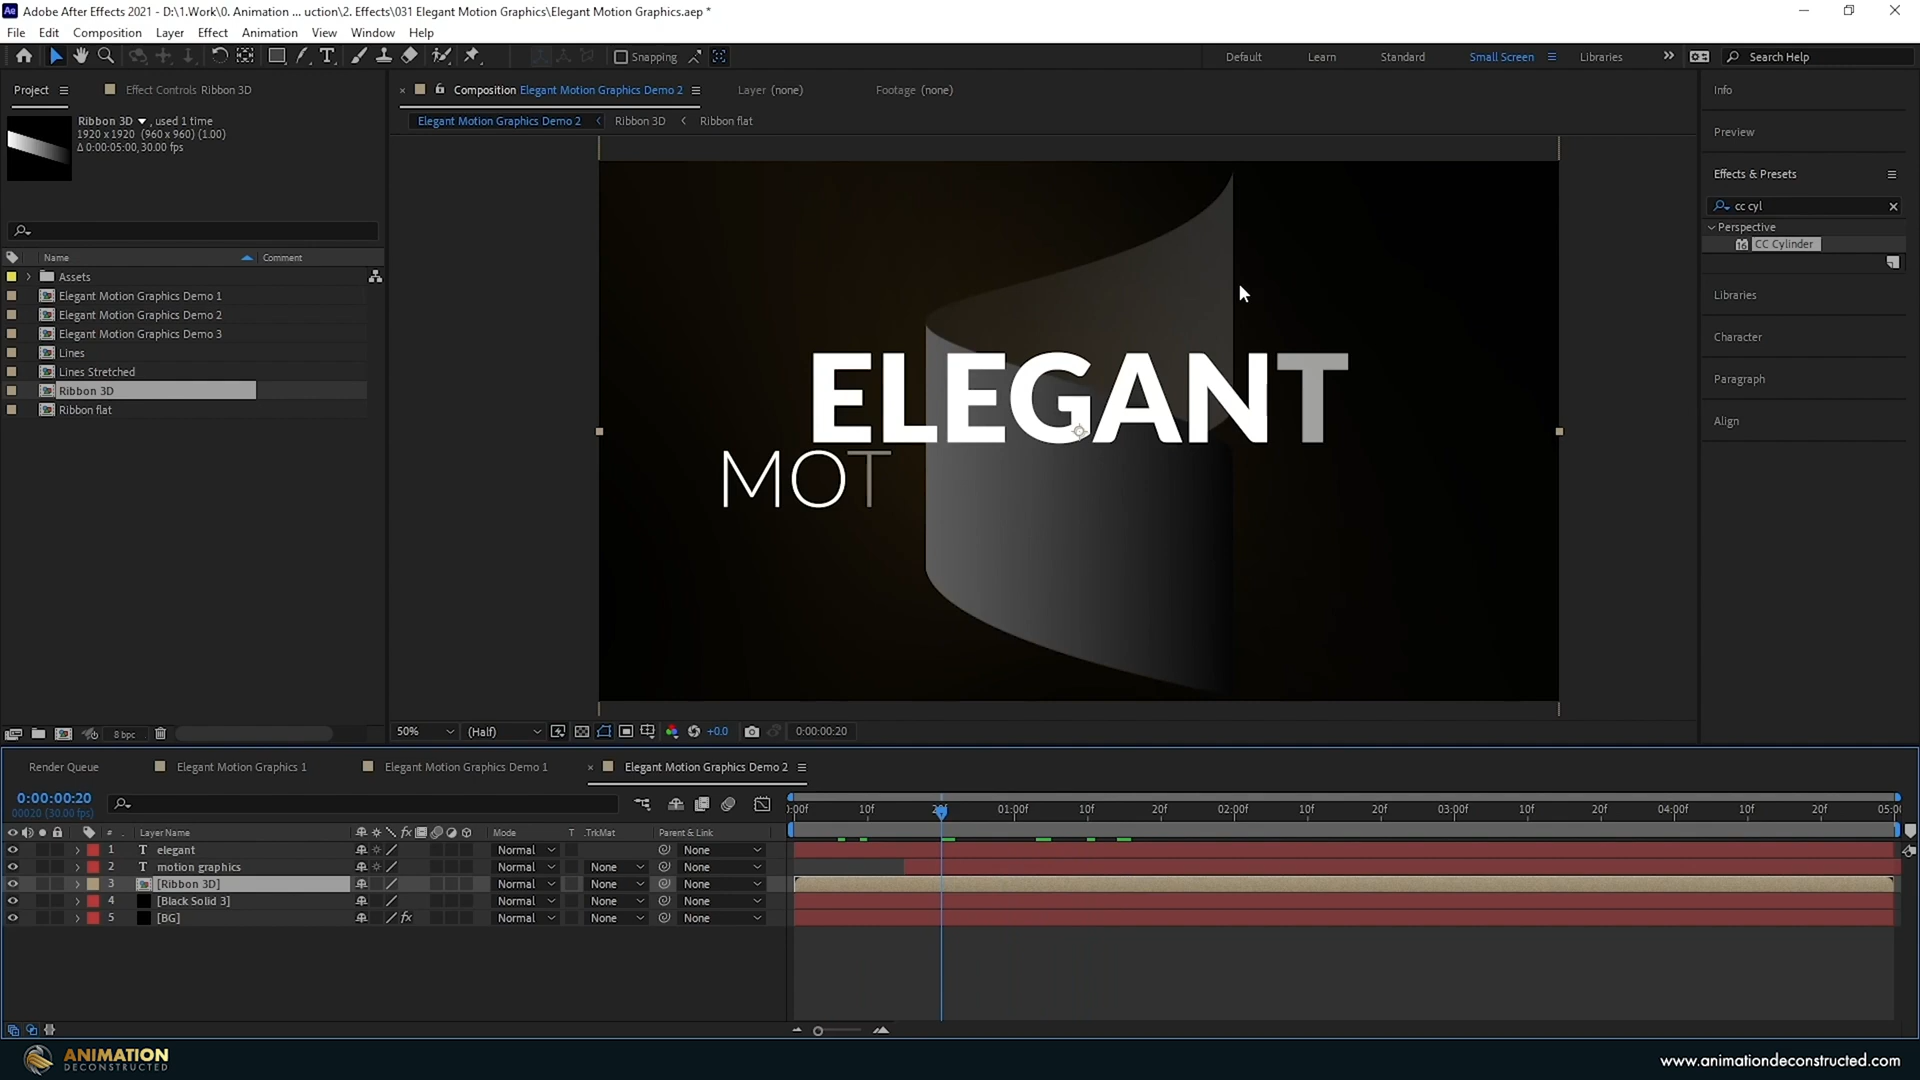 Adobe After Effects 2021 - D:\1.Work\0. Animation ... uction\2. Effects\031 Elegant Motion Graphics\Elegant Motion Graphics.aep *
File Edit Composition Layer Effect Animation View Window Help
Snapping
Default Learn Standard Small Screen Libraries
Search Help
Project
Effect Controls Ribbon 3D
Composition Elegant Motion Graphics Demo 2
Layer (none)
Footage (none)
Info
Elegant Motion Graphics Demo 2 Ribbon 3D Ribbon flat
Ribbon 3D , used 1 time
1920 x 1920 (960 x 960) (1.00)
Δ 0:00:05:00, 30.00 fps
Preview
Effects & Presets
cc cyl
Perspective
CC Cylinder
Libraries
Character
Paragraph
Align
Name Comment
Assets
Elegant Motion Graphics Demo 1
Elegant Motion Graphics Demo 2
Elegant Motion Graphics Demo 3
Lines
Lines Stretched
Ribbon 3D
Ribbon flat
ELEGANT
MOT
8 bpc
50% (Half) +0.0 0:00:00:20
Render Queue Elegant Motion Graphics 1 Elegant Motion Graphics Demo 1 Elegant Motion Graphics Demo 2
0:00:00:20
00020 (30.00 fps)
:00f 10f 01:00f 10f 20f 02:00f 10f 20f 03:00f 10f 20f 04:00f 10f 20f 05:00
# Layer Name Mode T .TrkMat Parent & Link
1 T elegant Normal None
2 T motion graphics Normal None None
3 [Ribbon 3D] Normal None None
4 [Black Solid 3] Normal None None
5 [BG] fx Normal None None
ANIMATION
DECONSTRUCTED
www.animationdeconstructed.com